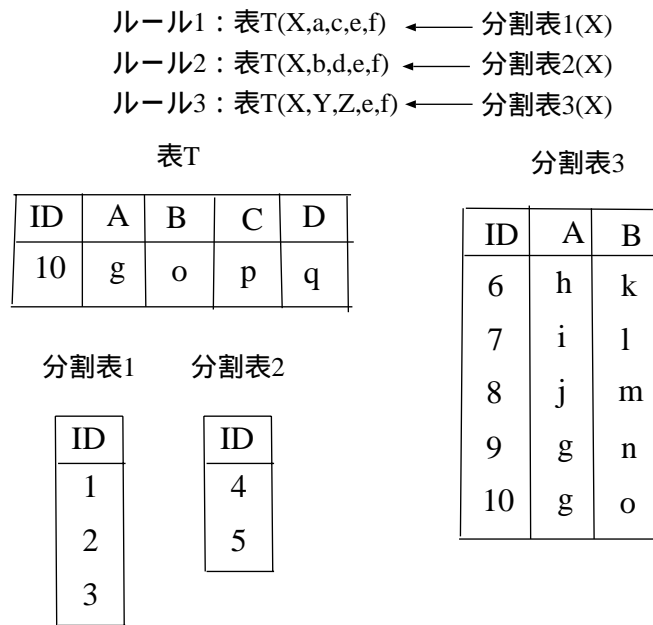 ルール1：表T(X,a,c,e,f) ← 分割表1(X)
ルール2：表T(X,b,d,e,f) ← 分割表2(X)
ルール3：表T(X,Y,Z,e,f) ← 分割表3(X)
表T
ID A B C D
10 g o p q
分割表3
ID A B
6 h k
7 i l
8 j m
9 g n
10 g o
分割表1
ID
1
2
3
分割表2
ID
4
5